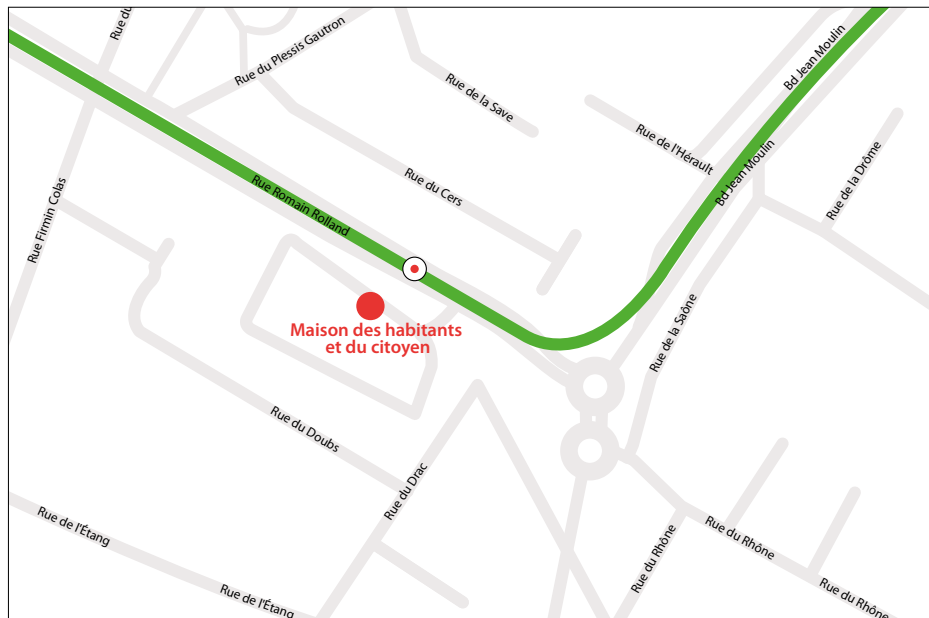 Rue du
Rue du Plessis Gautron
Rue de la Save
Bd Jean Moulin
Rue de l'Hérault
Bd Jean Moulin
Rue de la Drôme
Rue du Cers
Rue Romain Rolland
Rue Firmin Colas
Maison des habitants
et du citoyen
Rue de la Saône
Rue du Doubs
Rue du Drac
Rue de l'Étang
Rue de l'Étang
Rue du Rhône
Rue du Rhône
Rue du Rhône